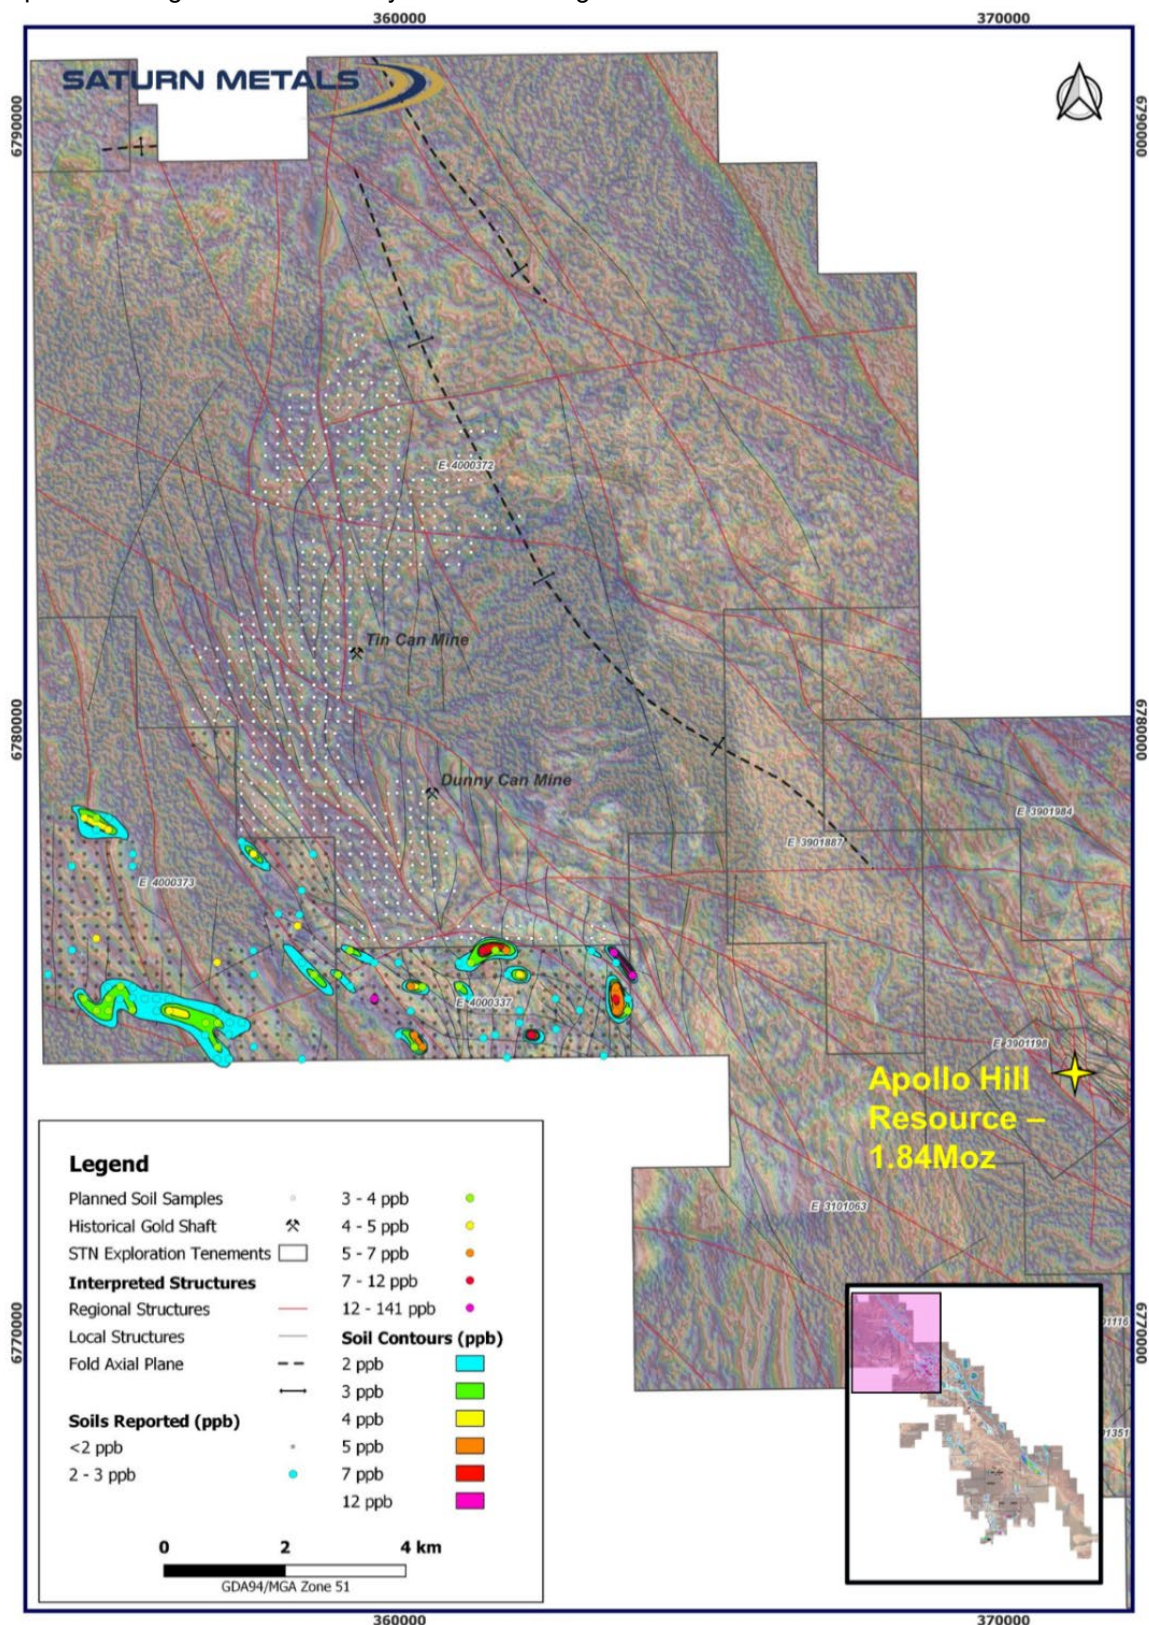 360000
370000
SATURN METALS
6790000
6790000
E 4000372
Tin Can Mine
6780000
6780000
Dunny Can Mine
E 3901984
E 3901887
E 4000373
E 4000337
E 3901198
Apollo Hill
Resource –
1.84Moz
E 3101063
Legend
Planned Soil Samples
Historical Gold Shaft
STN Exploration Tenements
Interpreted Structures
Regional Structures
Local Structures
Fold Axial Plane
Soils Reported (ppb)
<2 ppb
2 - 3 ppb
3 - 4 ppb
4 - 5 ppb
5 - 7 ppb
7 - 12 ppb
12 - 141 ppb
Soil Contours (ppb)
2 ppb
3 ppb
4 ppb
5 ppb
7 ppb
12 ppb
0 2 4 km
GDA94/MGA Zone 51
6770000
6770000
360000
370000